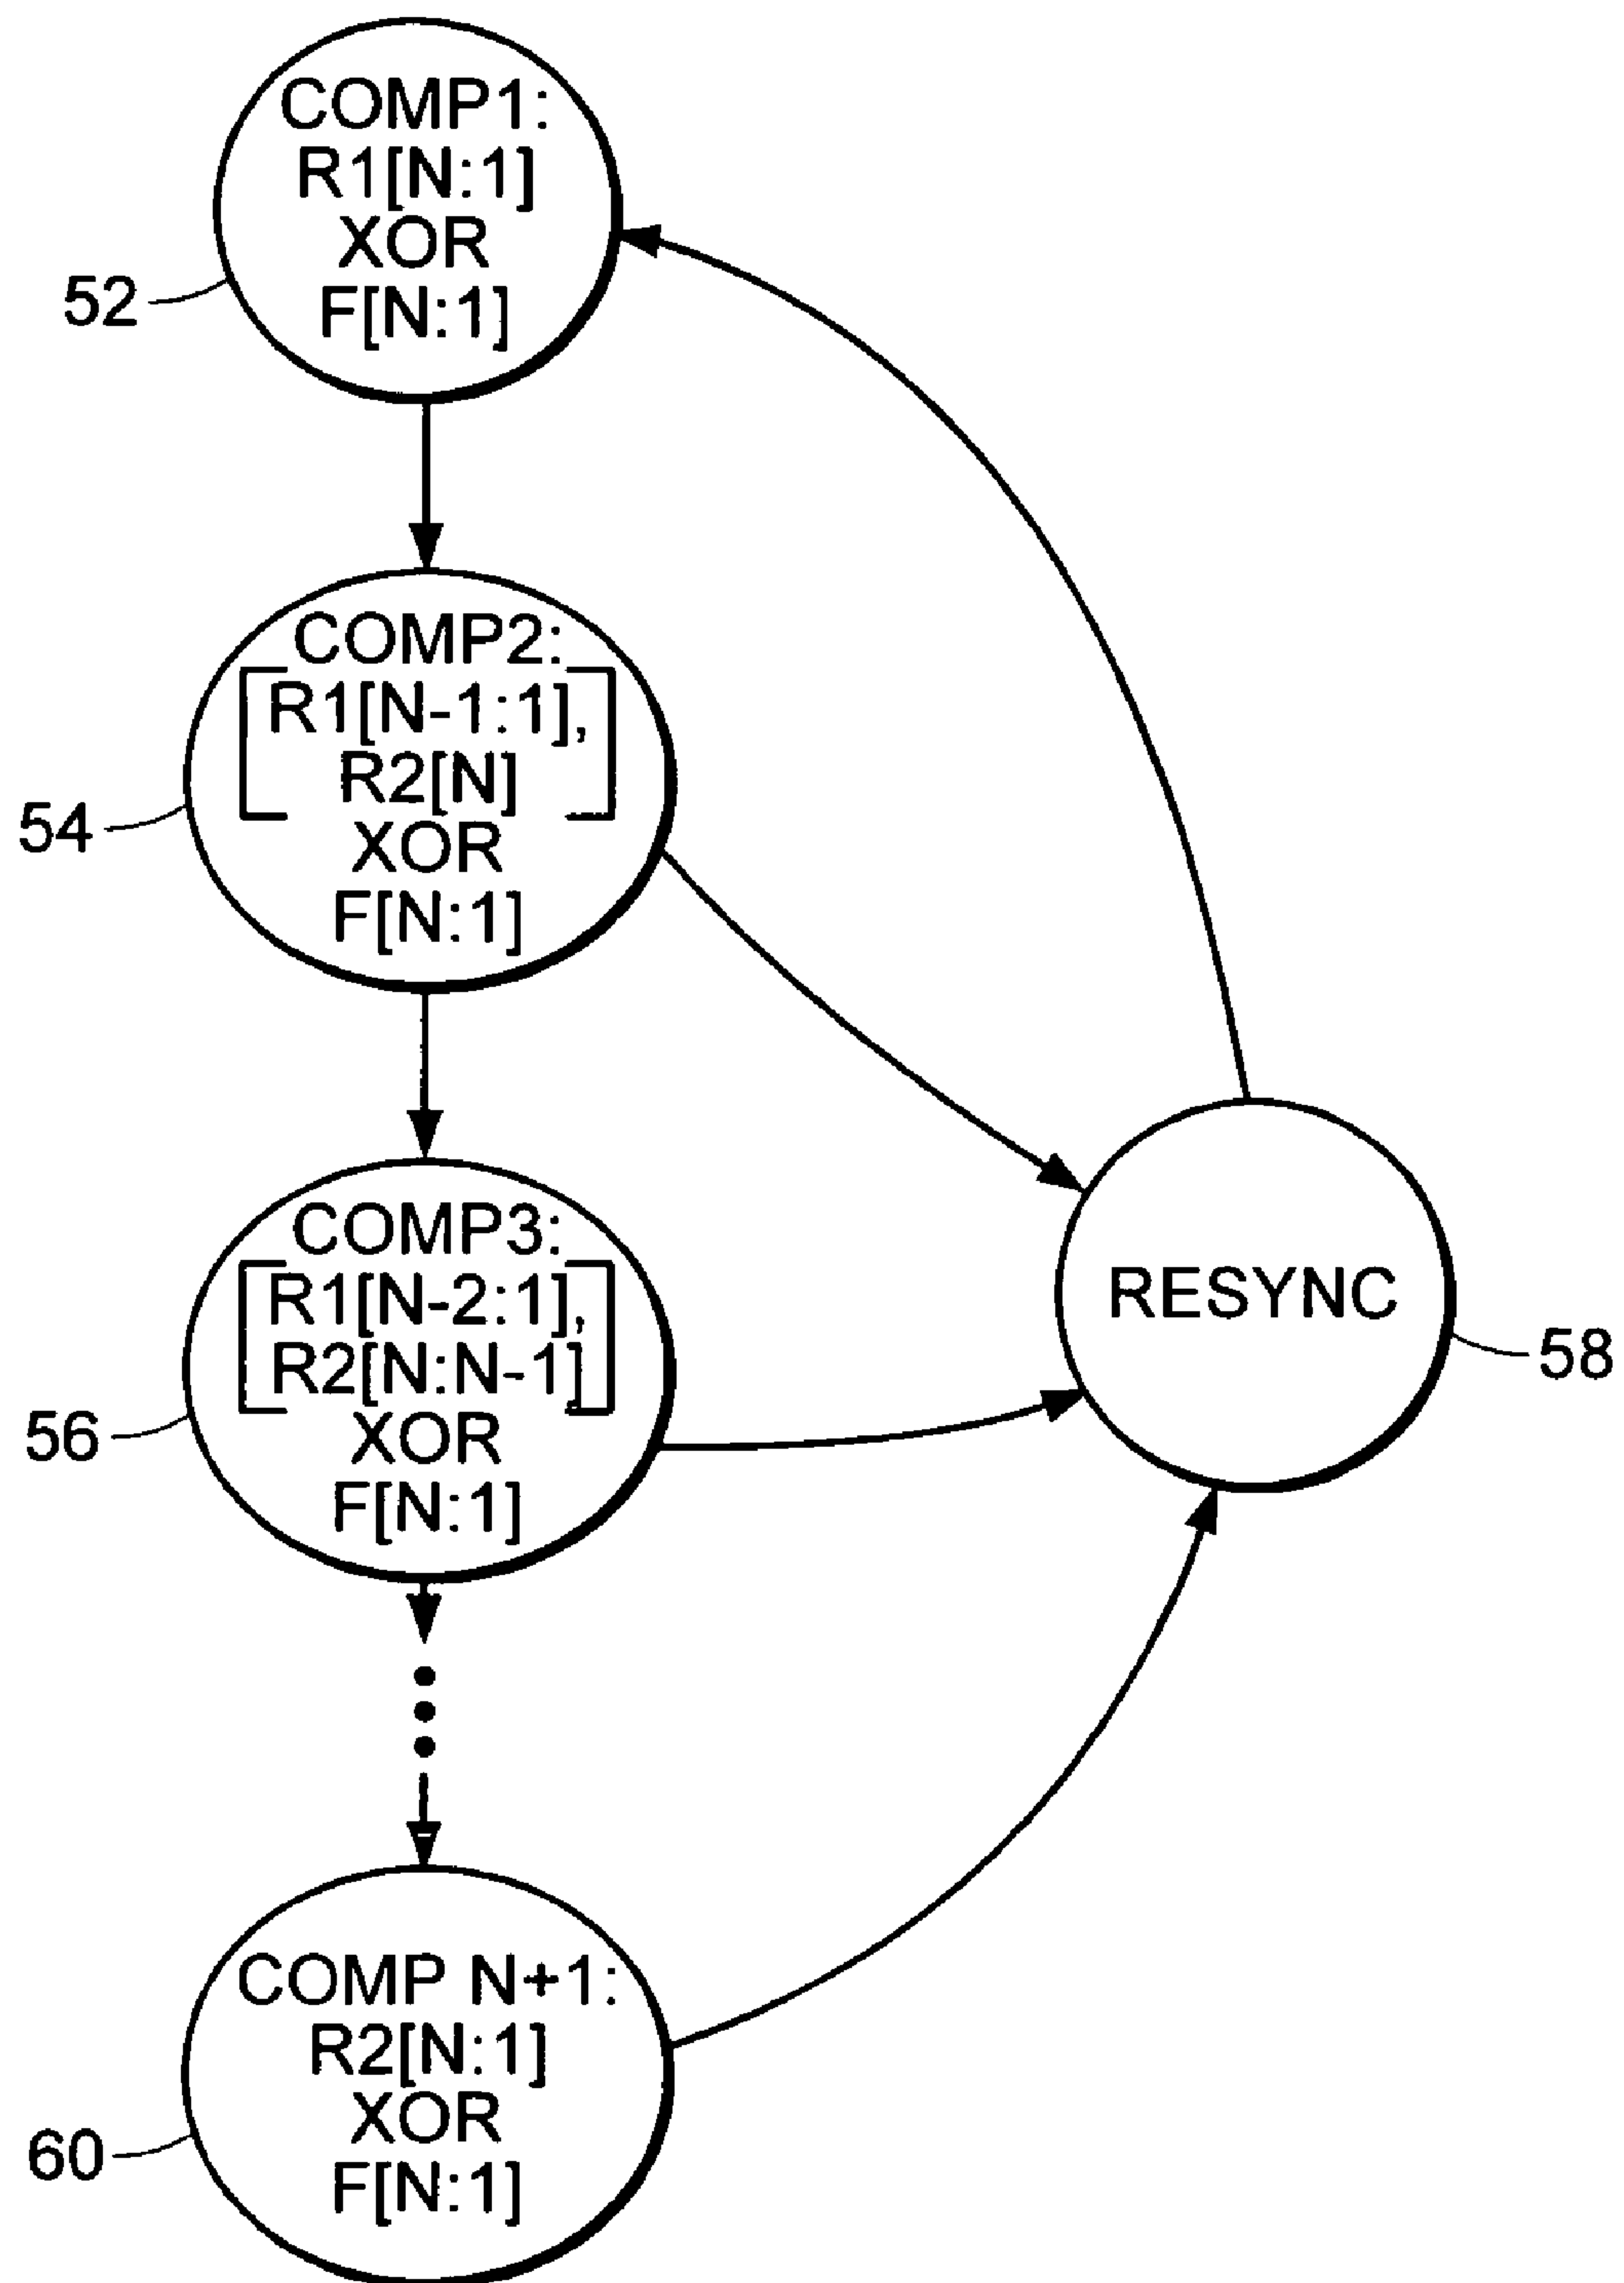 COMP1:
R1[N:1]
XOR
F[N:1]
52
COMP2:
R1[N-1:1],
R2[N]
XOR
F[N:1]
54
COMP3:
R1[N-2:1],
R2[N:N-1]
XOR
F[N:1]
56
RESYNC
58
COMP N+1:
R2[N:1]
XOR
F[N:1]
60